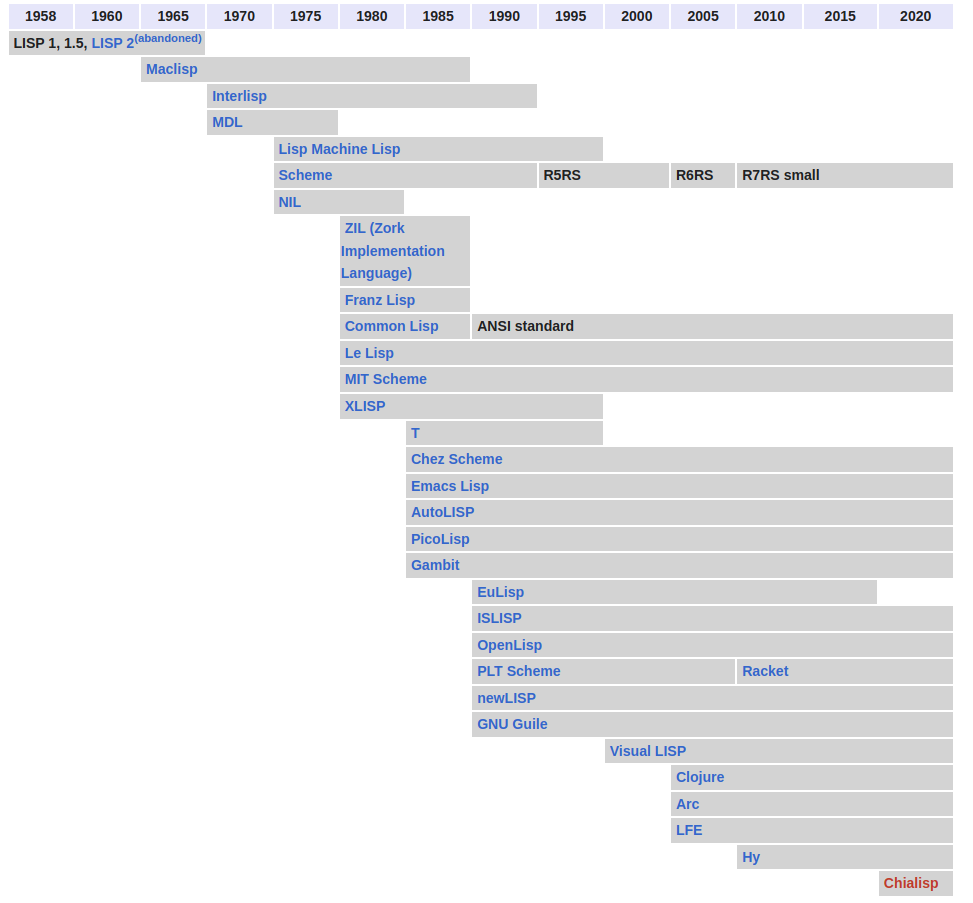 1958 1960 1965 1970 1975 1980 1985 1990 1995 2000 2005 2010 2015 2020
LISP 1, 1.5, LISP 2(abandoned)
Maclisp
Interlisp
MDL
Lisp Machine Lisp
Scheme R5RS R6RS R7RS small
NIL
ZIL (Zork
Implementation
Language)
Franz Lisp
Common Lisp ANSI standard
Le Lisp
MIT Scheme
XLISP
T
Chez Scheme
Emacs Lisp
AutoLISP
PicoLisp
Gambit
EuLisp
ISLISP
OpenLisp
PLT Scheme Racket
newLISP
GNU Guile
Visual LISP
Clojure
Arc
LFE
Hy
Chialisp